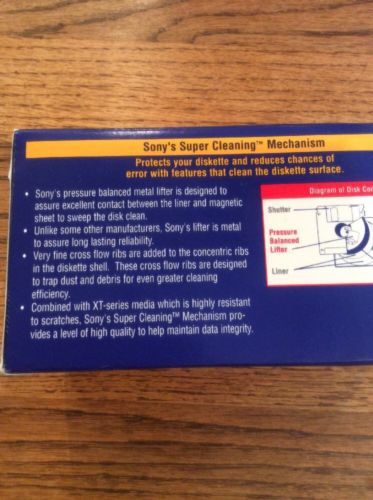 Sony's Super Cleaning™ Mechanism
Protects your diskette and reduces chances of
error with features that clean the diskette surface.
• Sony's pressure balanced metal lifter is designed to
assure excellent contact between the liner and magnetic
sheet to sweep the disk clean.
• Unlike some other manufacturers, Sony's lifter is metal
to assure long lasting reliability.
• Very fine cross flow ribs are added to the concentric ribs
in the diskette shell. These cross flow ribs are designed
to trap dust and debris for even greater cleaning
efficiency.
• Combined with XT-series media which is highly resistant
to scratches, Sony's Super Cleaning™ Mechanism pro-
vides a level of high quality to help maintain data integrity.
Diagram of Disk Co
Shutter
Pressure
Balanced
Lifter
Liner